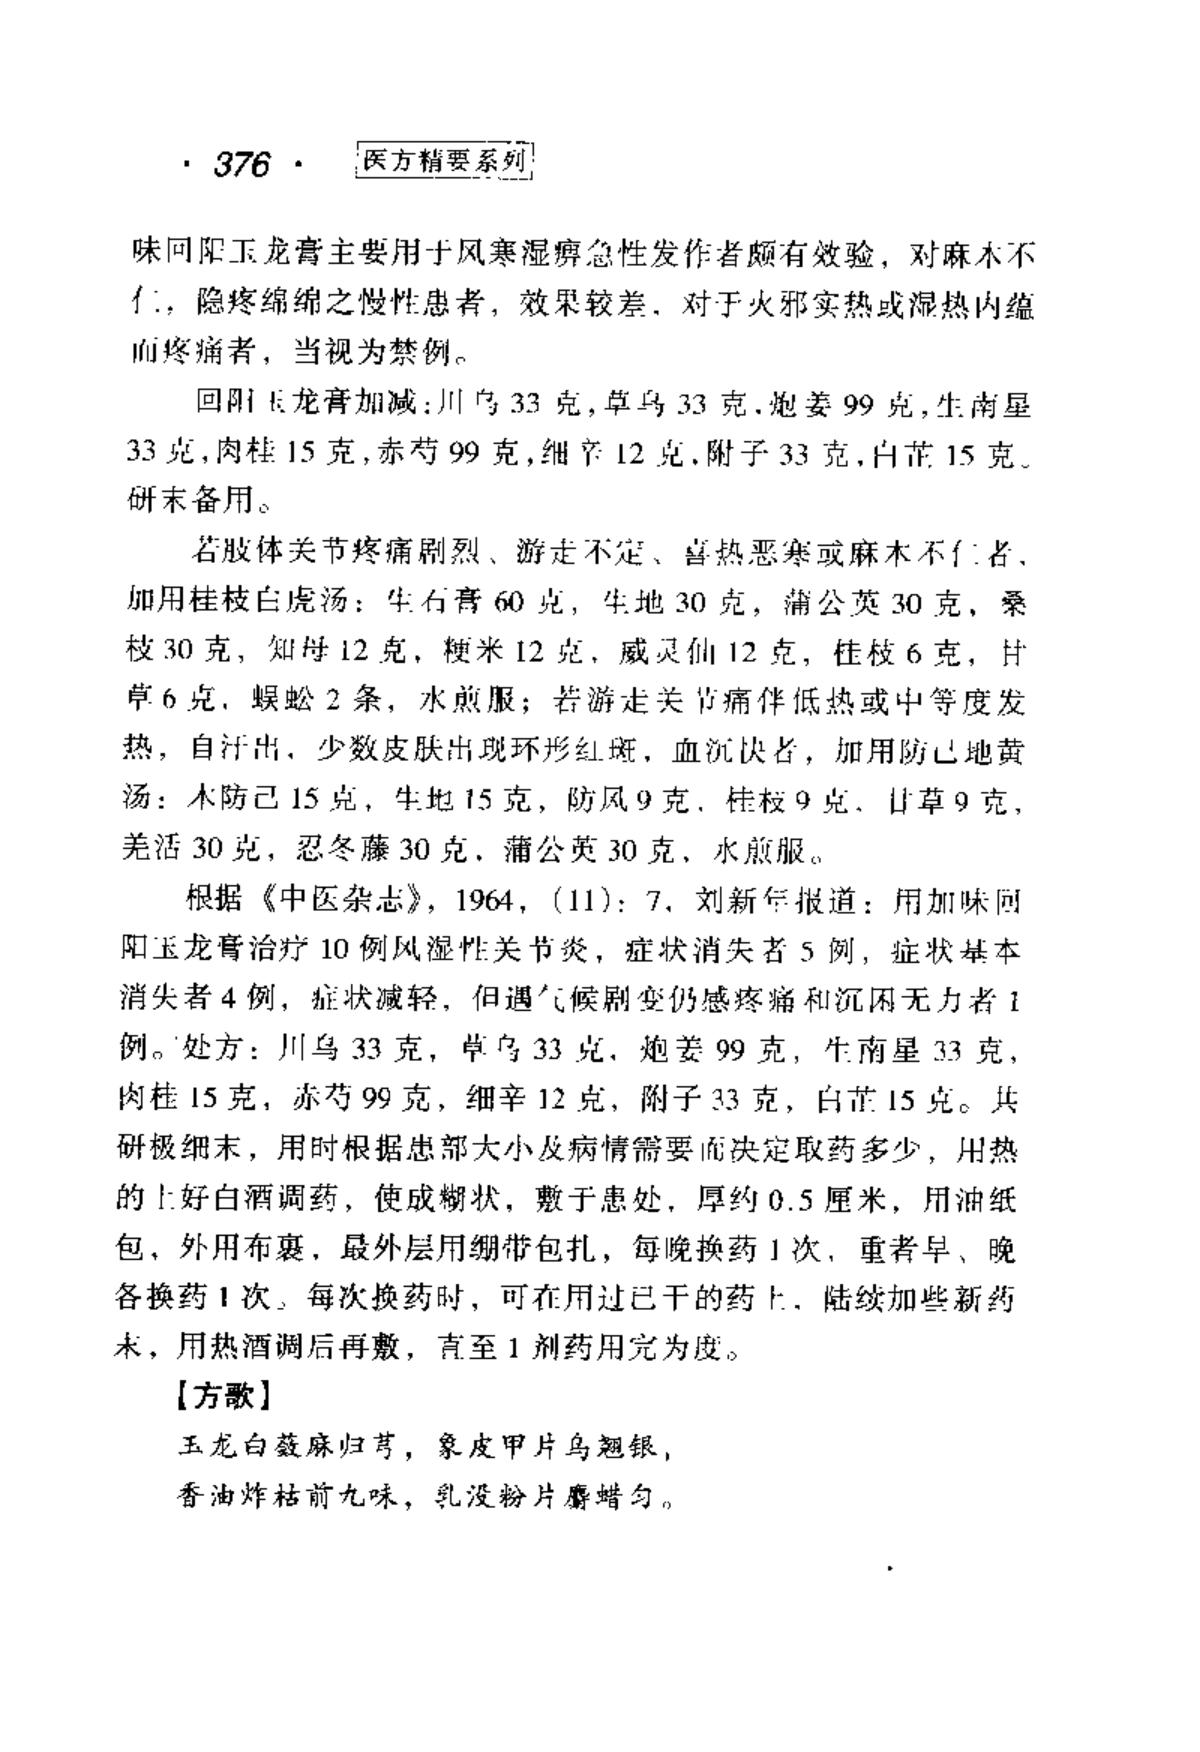 · 376 · 医方精要系列
味回阳玉龙膏主要用于风寒湿痹急性发作者颇有效验，对麻木不
仁，隐疼绵绵之慢性患者，效果较差，对于火邪实热或湿热内蕴
而疼痛者，当视为禁例。
回阳玉龙膏加减：川乌 33 克，草乌 33 克，炮姜 99 克，生南星
33 克，肉桂 15 克，赤芍 99 克，细辛 12 克，附子 33 克，白芷 15 克。
研末备用。
若肢体关节疼痛剧烈、游走不定、喜热恶寒或麻木不仁者，
加用桂枝白虎汤：生石膏 60 克，生地 30 克，蒲公英 30 克，桑
枝 30 克，知母 12 克，粳米 12 克，威灵仙 12 克，桂枝 6 克，甘
草 6 克，蜈蚣 2 条，水煎服；若游走关节痛伴低热或中等度发
热，自汗出，少数皮肤出现环形红斑，血沉快者，加用防己地黄
汤：木防己 15 克，生地 15 克，防风 9 克，桂枝 9 克，甘草 9 克，
羌活 30 克，忍冬藤 30 克，蒲公英 30 克，水煎服。
根据《中医杂志》，1964，（11）：7，刘新年报道：用加味回
阳玉龙膏治疗 10 例风湿性关节炎，症状消失者 5 例，症状基本
消失者 4 例，症状减轻，但遇气候剧变仍感疼痛和沉困无力者 1
例。处方：川乌 33 克，草乌 33 克，炮姜 99 克，生南星 33 克，
肉桂 15 克，赤芍 99 克，细辛 12 克，附子 33 克，白芷 15 克。共
研极细末，用时根据患部大小及病情需要而决定取药多少，用热
的上好白酒调药，使成糊状，敷于患处，厚约 0.5 厘米，用油纸
包，外用布裹，最外层用绷带包扎，每晚换药 1 次，重者早、晚
各换药 1 次。每次换药时，可在用过已干的药上，陆续加些新药
末，用热酒调后再敷，直至 1 剂药用完为度。
【方歌】
玉龙白蔹麻归芎，象皮甲片乌翘银，
香油炸枯前九味，乳没粉片麝蜡匀。